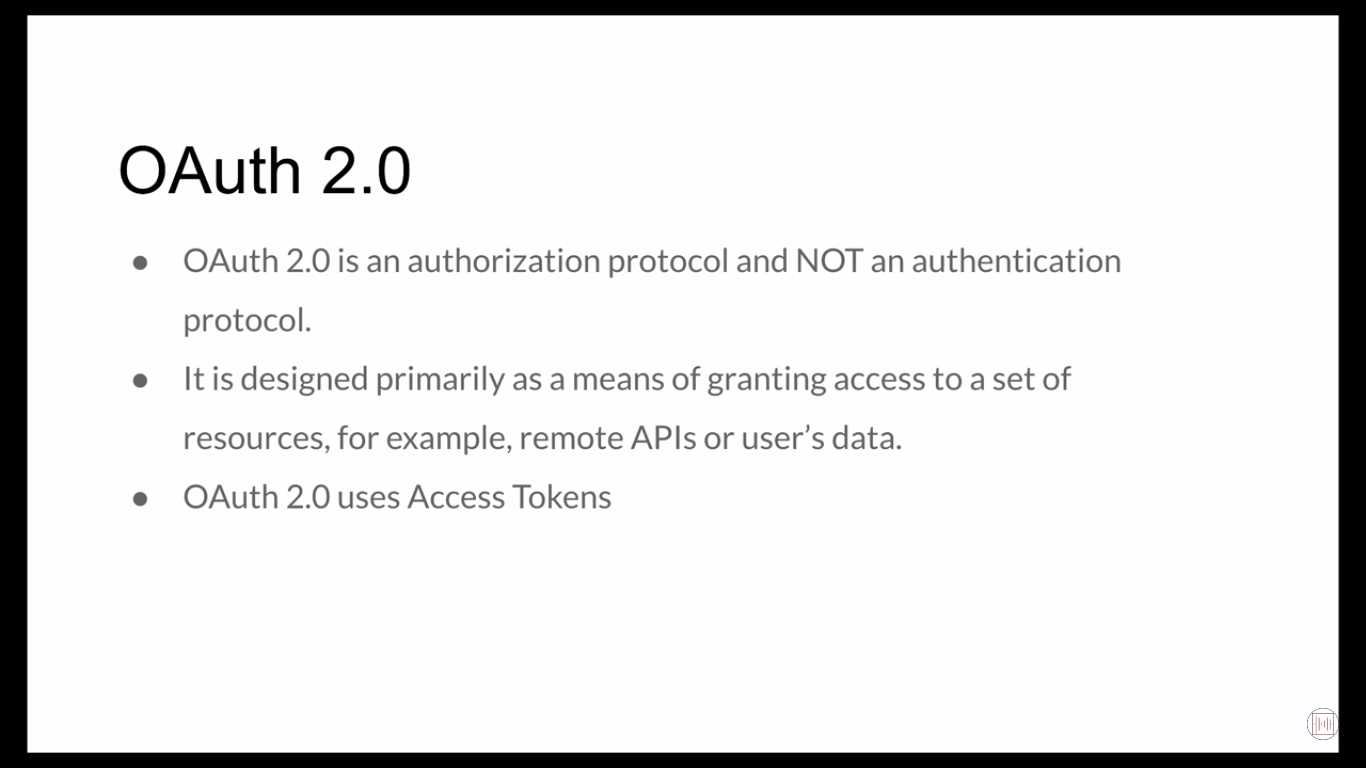 OAuth 2.0
● OAuth 2.0 is an authorization protocol and NOT an authentication
protocol.
● It is designed primarily as a means of granting access to a set of
resources, for example, remote APIs or user’s data.
● OAuth 2.0 uses Access Tokens